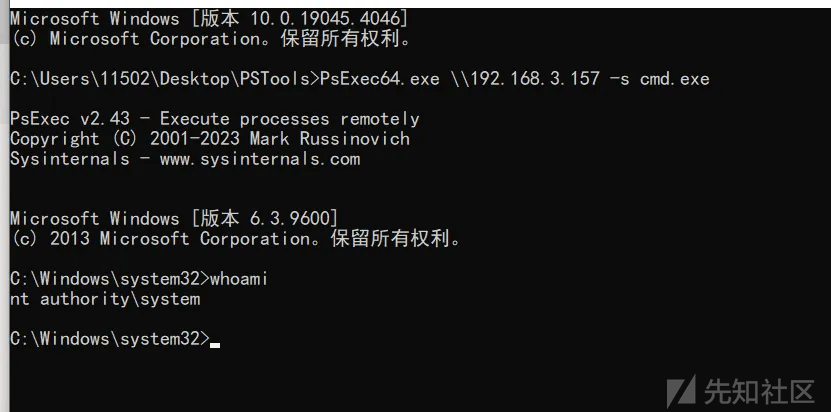 Microsoft Windows [版本 10.0.19045.4046]
(c) Microsoft Corporation。保留所有权利。
C:\Users\11502\Desktop\PSTools>PsExec64.exe \\192.168.3.157 -s cmd.exe
PsExec v2.43 - Execute processes remotely
Copyright (C) 2001-2023 Mark Russinovich
Sysinternals - www.sysinternals.com
Microsoft Windows [版本 6.3.9600]
(c) 2013 Microsoft Corporation。保留所有权利。
C:\Windows\system32>whoami
nt authority\system
C:\Windows\system32>
先知社区